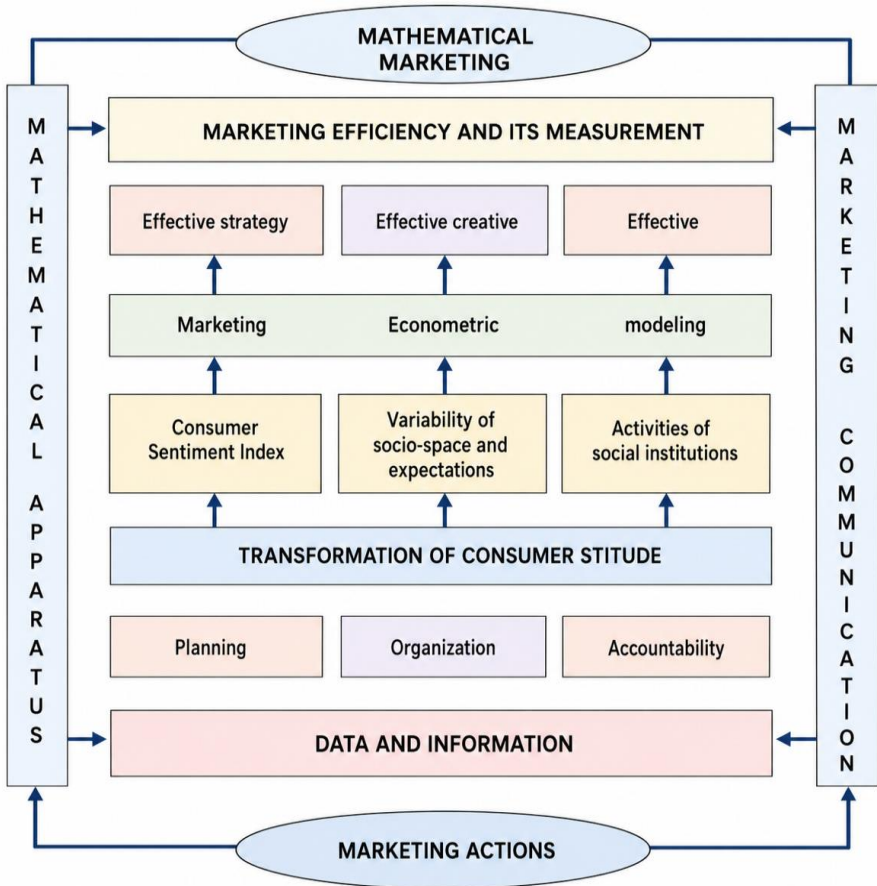 MATHEMATICAL
MARKETING
MATHEMATICAL APPARATUS
MARKETING COMMUNICATION
MARKETING EFFICIENCY AND ITS MEASUREMENT
Effective strategy
Effective creative
Effective
Marketing Econometric modeling
Consumer
Sentiment Index
Variability of
socio-space and
expectations
Activities of
social institutions
TRANSFORMATION OF CONSUMER STITUDE
Planning
Organization
Accountability
DATA AND INFORMATION
MARKETING ACTIONS